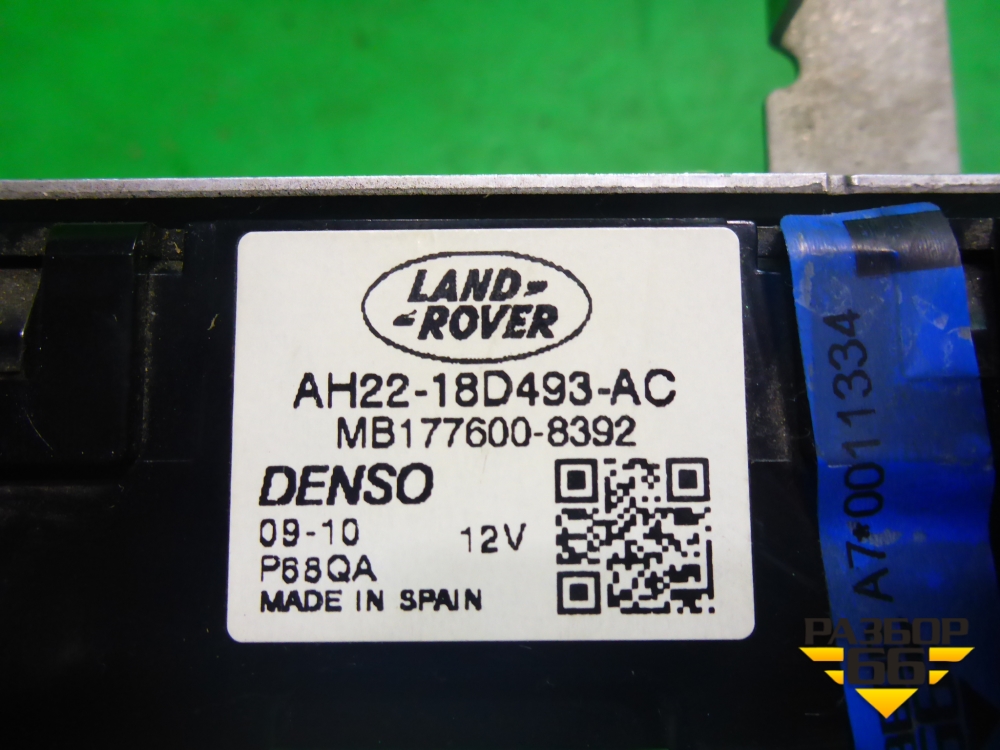 LAND-
-ROVER
AH22-18D493-AC
MB177600-8392
DENSO
09-10
12V
P68QA
MADE IN SPAIN
A7*0011334
РАЗБОР
66